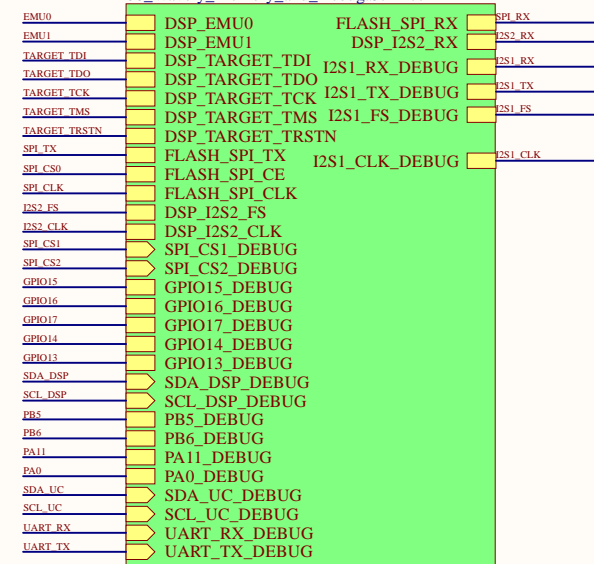 EMU0 DSP_EMU0 FLASH_SPI_RX SPI_RX
EMU1 DSP_EMU1 DSP_I2S2_RX I2S2_RX
TARGET_TDI DSP_TARGET_TDI I2S1_RX_DEBUG I2S1_RX
TARGET_TDO DSP_TARGET_TDO
TARGET_TCK DSP_TARGET_TCK I2S1_TX_DEBUG I2S1_TX
TARGET_TMS DSP_TARGET_TMS I2S1_FS_DEBUG I2S1_FS
TARGET_TRSTN DSP_TARGET_TRSTN
SPI_TX FLASH_SPI_TX I2S1_CLK_DEBUG I2S1_CLK
SPI_CS0 FLASH_SPI_CE
SPI_CLK FLASH_SPI_CLK
I2S2_FS DSP_I2S2_FS
I2S2_CLK DSP_I2S2_CLK
SPI_CS1 SPI_CS1_DEBUG
SPI_CS2 SPI_CS2_DEBUG
GPIO15 GPIO15_DEBUG
GPIO16 GPIO16_DEBUG
GPIO17 GPIO17_DEBUG
GPIO14 GPIO14_DEBUG
GPIO13 GPIO13_DEBUG
SDA_DSP SDA_DSP_DEBUG
SCL_DSP SCL_DSP_DEBUG
PB5 PB5_DEBUG
PB6 PB6_DEBUG
PA11 PA11_DEBUG
PA0 PA0_DEBUG
SDA_UC SDA_UC_DEBUG
SCL_UC SCL_UC_DEBUG
UART_RX UART_RX_DEBUG
UART_TX UART_TX_DEBUG